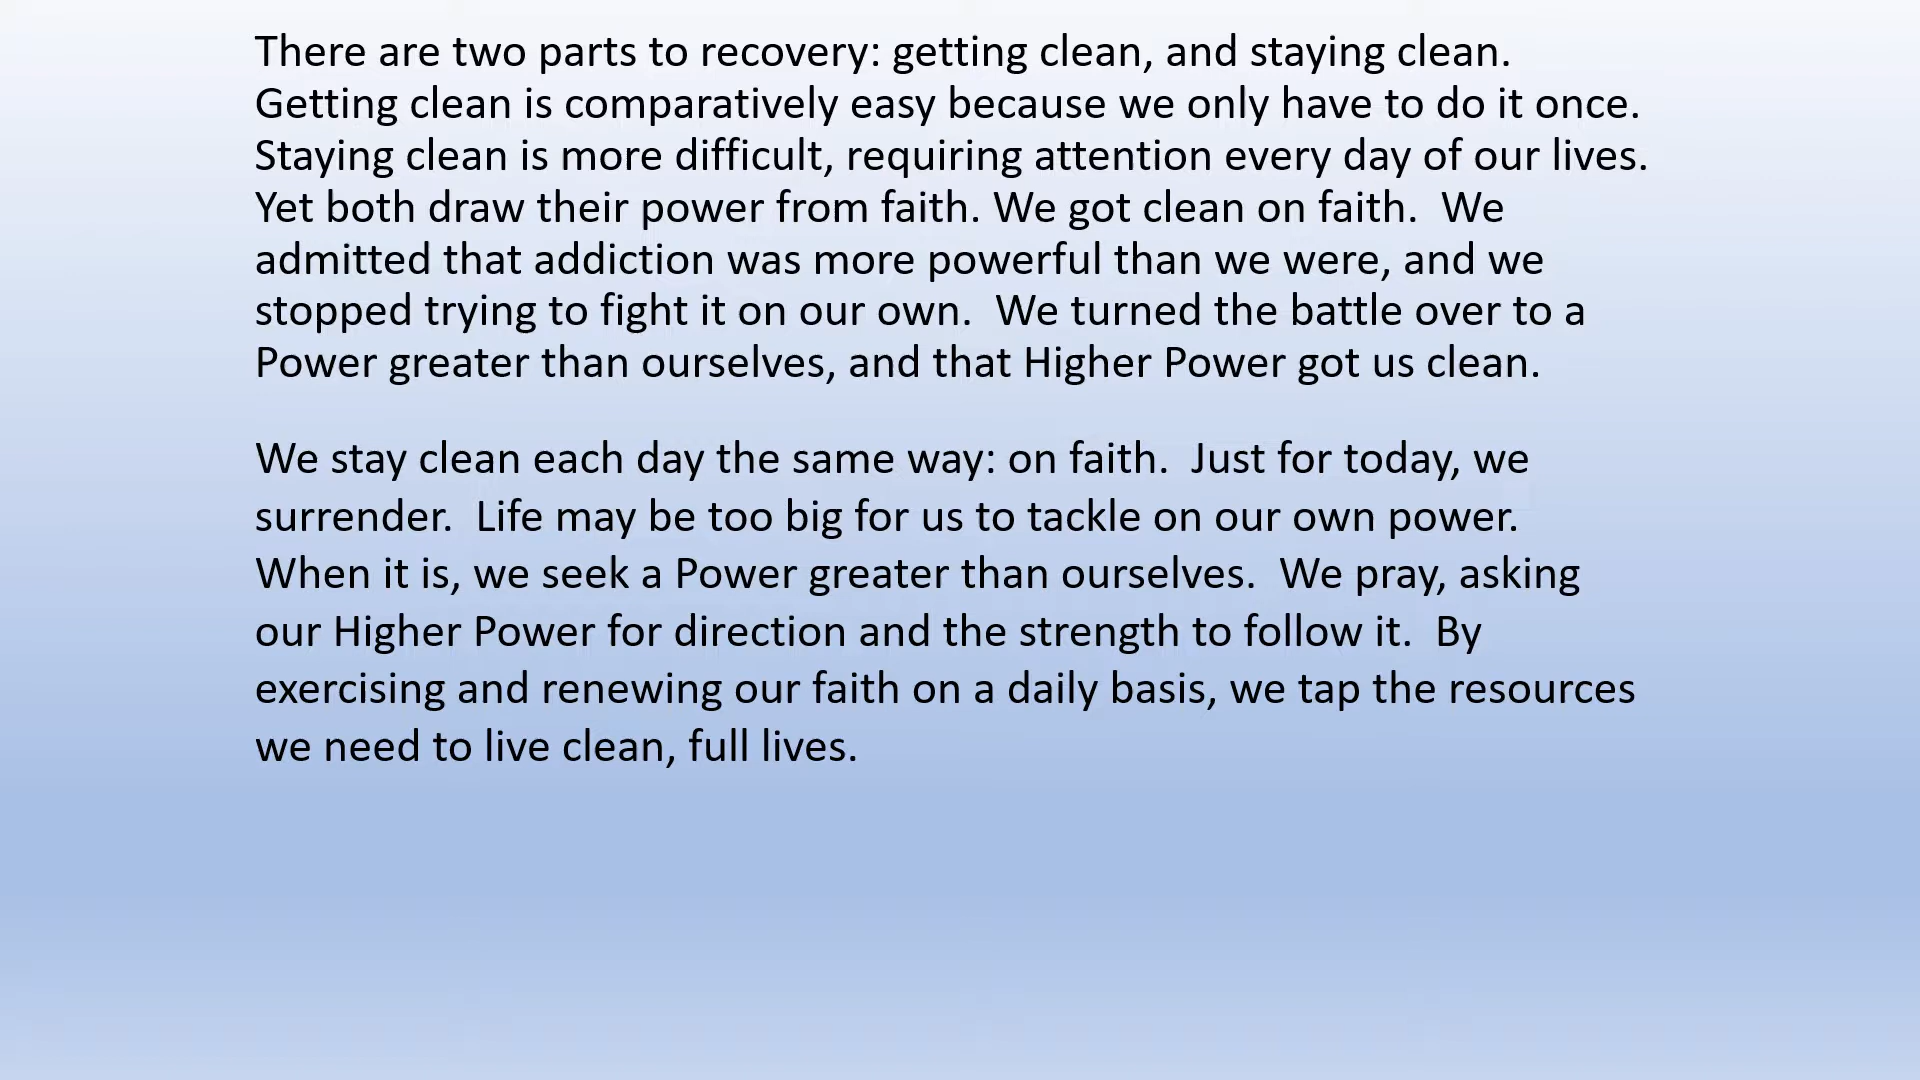 There are two parts to recovery: getting clean, and staying clean.
Getting clean is comparatively easy because we only have to do it once.
Staying clean is more difficult, requiring attention every day of our lives.
Yet both draw their power from faith. We got clean on faith.  We
admitted that addiction was more powerful than we were, and we
stopped trying to fight it on our own.  We turned the battle over to a
Power greater than ourselves, and that Higher Power got us clean.
We stay clean each day the same way: on faith.  Just for today, we
surrender.  Life may be too big for us to tackle on our own power.
When it is, we seek a Power greater than ourselves.  We pray, asking
our Higher Power for direction and the strength to follow it.  By
exercising and renewing our faith on a daily basis, we tap the resources
we need to live clean, full lives.